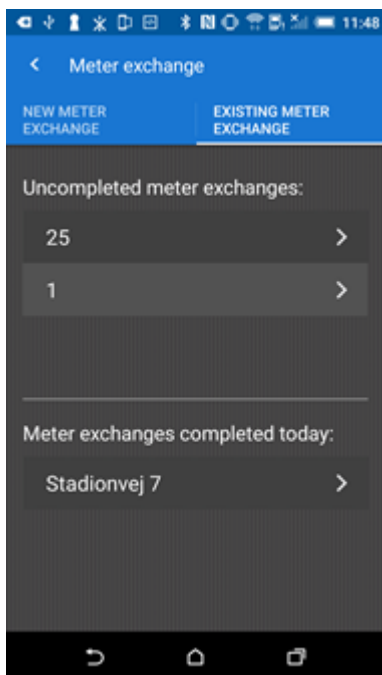 11:48
Meter exchange
NEW METER
EXCHANGE
EXISTING METER
EXCHANGE
Uncompleted meter exchanges:
25
1
Meter exchanges completed today:
Stadionvej 7